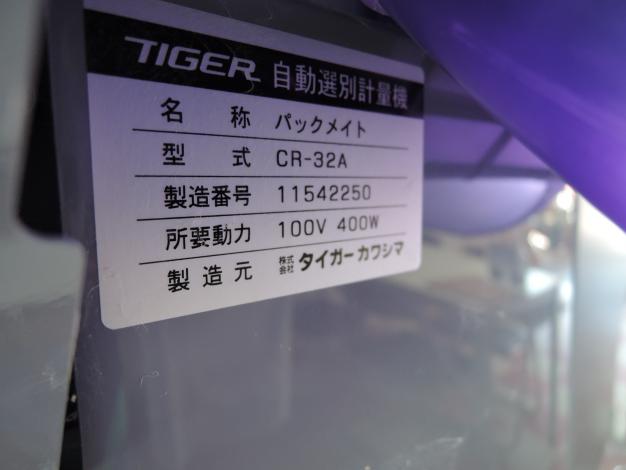 TIGER 自動選別計量機
名称 パックメイト
型式 CR-32A
製造番号 11542250
所要動力 100V 400W
製造元 株式会社 タイガーカワシマ